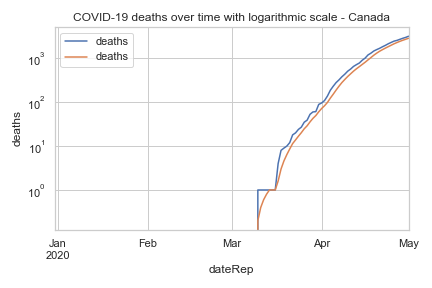 COVID-19 deaths over time with logarithmic scale - Canada
deaths
deaths
10³
10²
10¹
10⁰
deaths
Jan Feb Mar Apr May
2020
dateRep